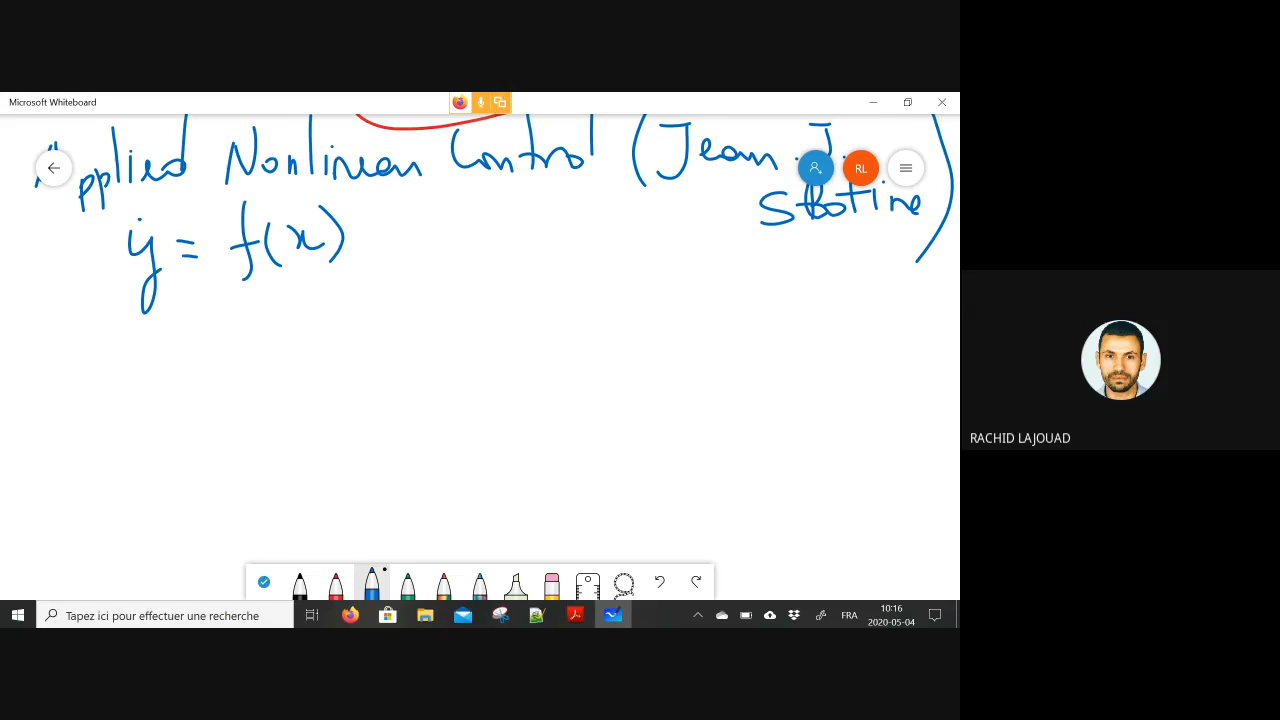 Microsoft Whiteboard
Applied Nonlinear Control (Jean J.
RL
Slotine)
y = f(x)
RACHID LAJOUAD
Tapez ici pour effectuer une recherche
FRA
10:16
2020-05-04